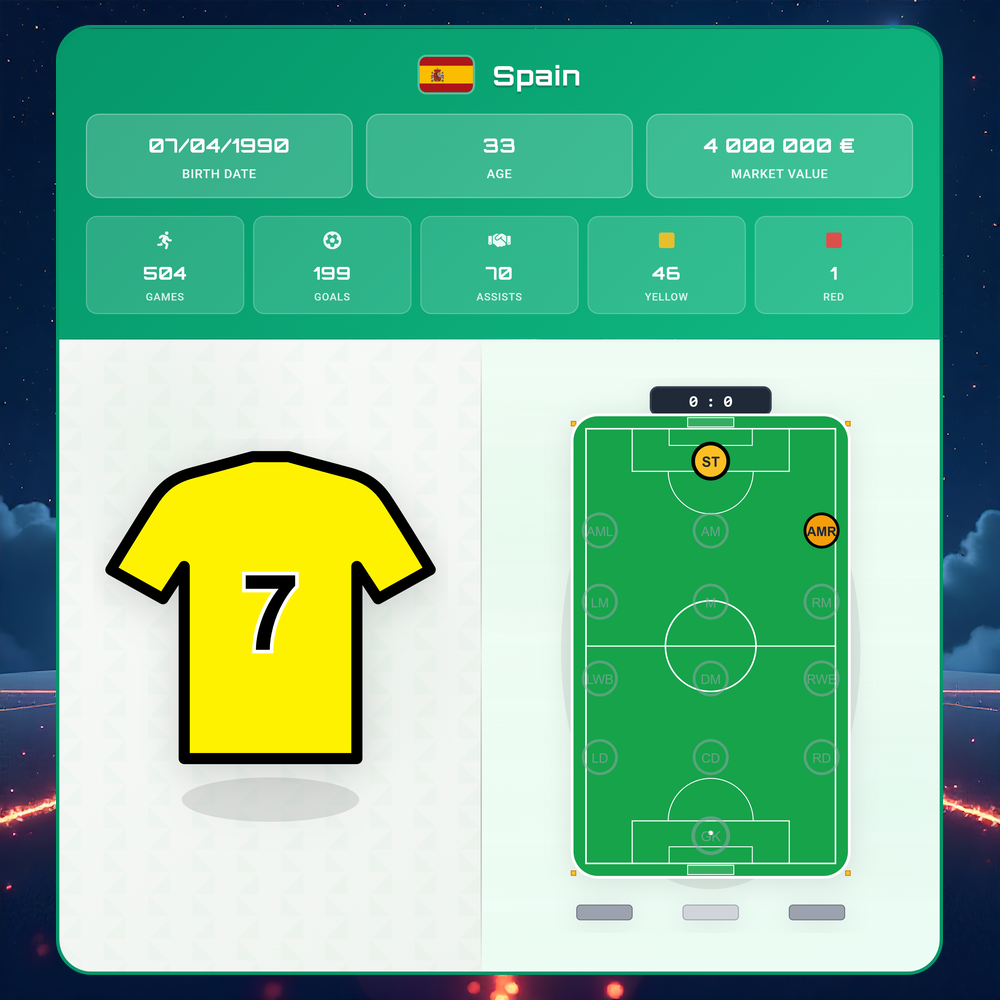 Spain
07/04/1990
BIRTH DATE
33
AGE
4 000 000 €
MARKET VALUE
504
GAMES
199
GOALS
70
ASSISTS
46
YELLOW
1
RED
7
0 : 0
ST
AML
AM
AMR
LM
M
RM
LWB
DM
RWB
LD
CD
RD
GK